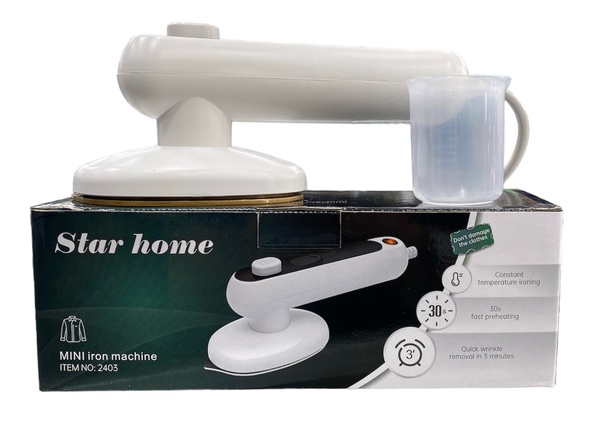 Star home
MINI iron machine
ITEM NO: 2403
Don't damage
the clothes
Constant
temperature ironing
30s
30s
fast preheating
3'
Quick wrinkle
removal in 3 minutes